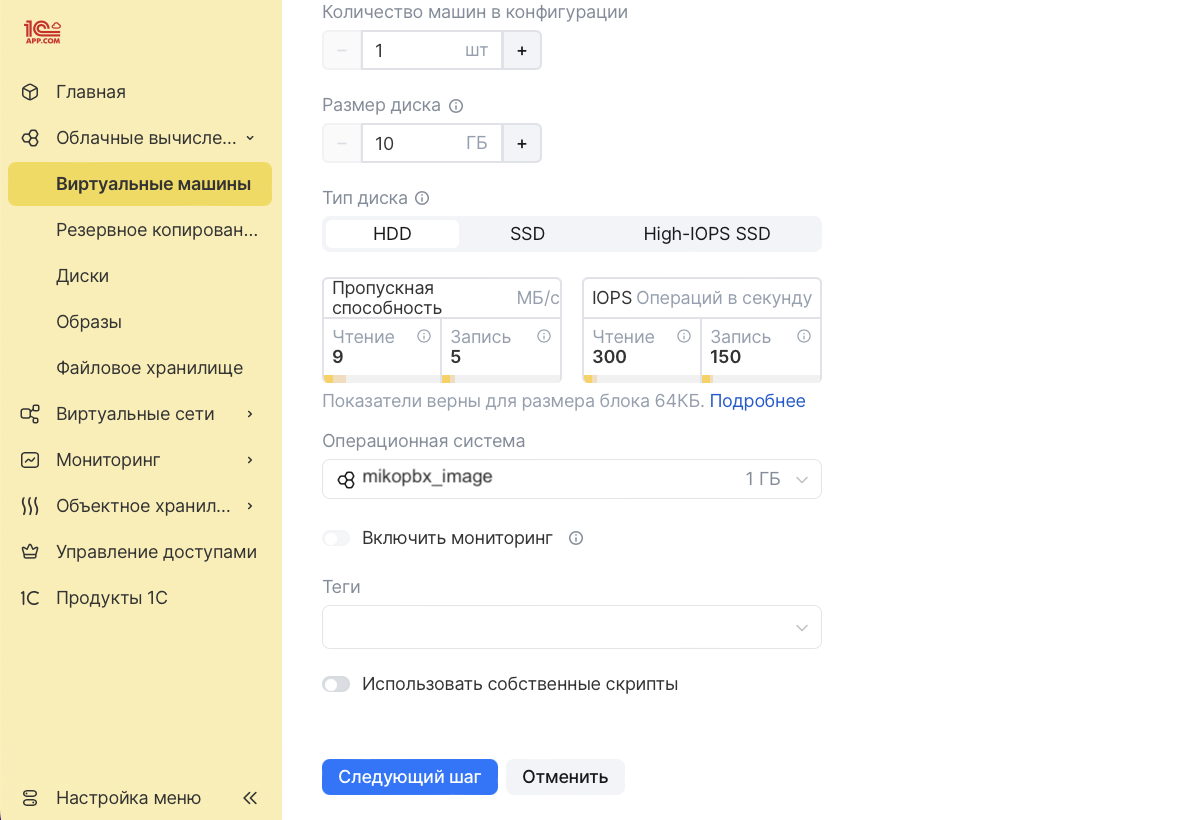 1С
APP.COM
Главная
Облачные вычисле...
Виртуальные машины
Резервное копирован...
Диски
Образы
Файловое хранилище
Виртуальные сети
Мониторинг
Объектное хранил...
Управление доступами
1С Продукты 1С
Настройка меню
Количество машин в конфигурации
1 шт
Размер диска
10 ГБ
Тип диска
HDD SSD High-IOPS SSD
Пропускная способность МБ/с
Чтение Запись
9 5
IOPS Операций в секунду
Чтение Запись
300 150
Показатели верны для размера блока 64КБ. Подробнее
Операционная система
mikopbx_image 1 ГБ
Включить мониторинг
Теги
Использовать собственные скрипты
Следующий шаг Отменить